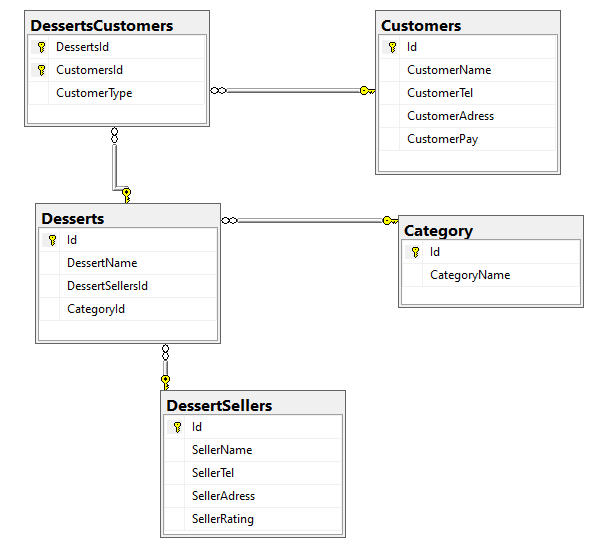 DessertsCustomers
DessertsId
CustomersId
CustomerType
Customers
Id
CustomerName
CustomerTel
CustomerAdress
CustomerPay
Desserts
Id
DessertName
DessertSellersId
CategoryId
Category
Id
CategoryName
DessertSellers
Id
SellerName
SellerTel
SellerAdress
SellerRating